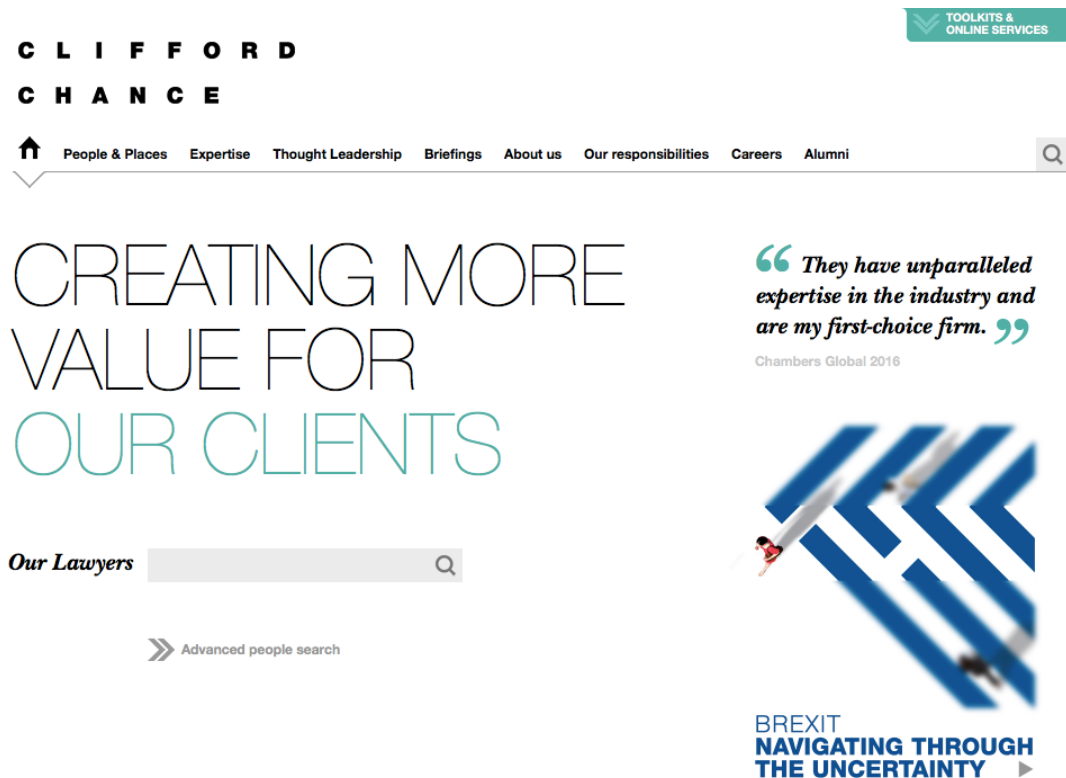 TOOLKITS &
ONLINE SERVICES
CLIFFORD
CHANCE
People & Places Expertise Thought Leadership Briefings About us Our responsibilities Careers Alumni
CREATING MORE
VALUE FOR
OUR CLIENTS
“ They have unparalleled
expertise in the industry and
are my first-choice firm. ”
Chambers Global 2016
Our Lawyers
Advanced people search
BREXIT
NAVIGATING THROUGH
THE UNCERTAINTY